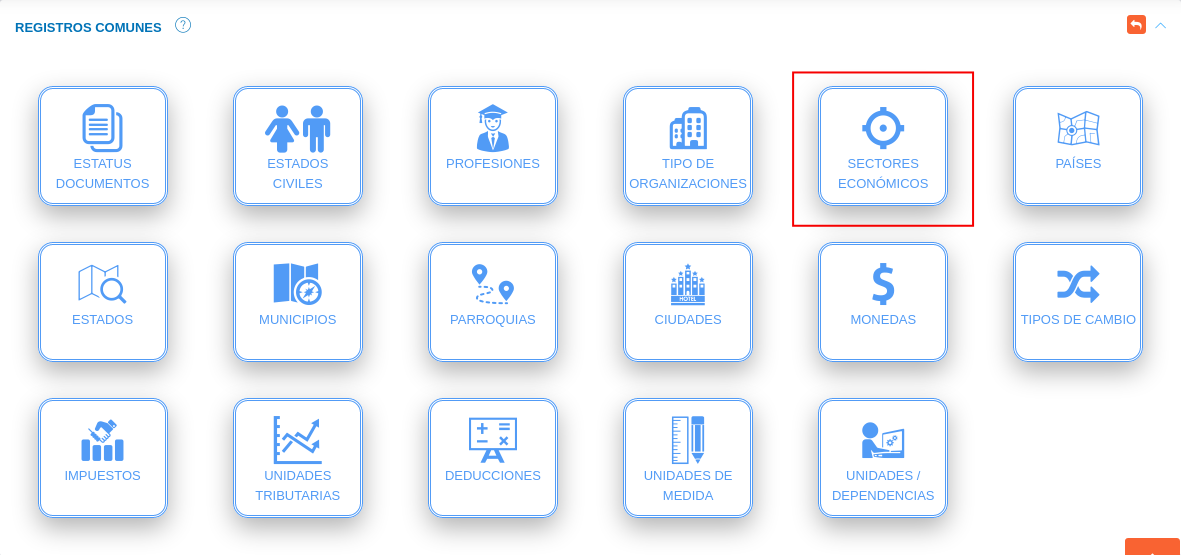 REGISTROS COMUNES ?
ESTATUS
DOCUMENTOS
ESTADOS
CIVILES
PROFESIONES
TIPO DE
ORGANIZACIONES
SECTORES
ECONÓMICOS
PAÍSES
ESTADOS
MUNICIPIOS
PARROQUIAS
HOTEL
CIUDADES
$
MONEDAS
TIPOS DE CAMBIO
IMPUESTOS
UNIDADES
TRIBUTARIAS
DEDUCCIONES
UNIDADES DE
MEDIDA
UNIDADES /
DEPENDENCIAS